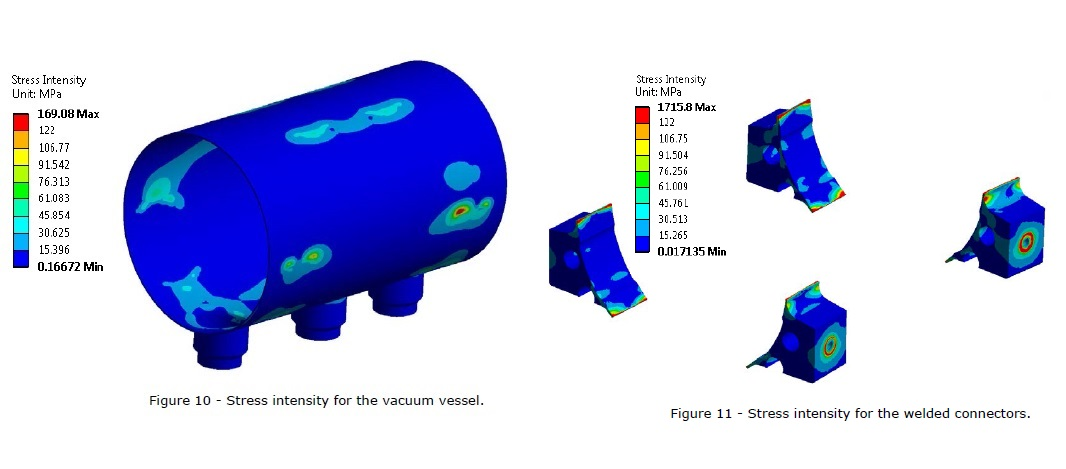 Stress Intensity
Unit: MPa
169.08 Max
122
106.77
91.542
76.313
61.083
45.854
30.625
15.396
0.16672 Min
Figure 10 - Stress intensity for the vacuum vessel.
Stress Intensity
Unit: MPa
1715.8 Max
122
106.75
91.504
76.256
61.009
45.761
30.513
15.265
0.017135 Min
Figure 11 - Stress intensity for the welded connectors.